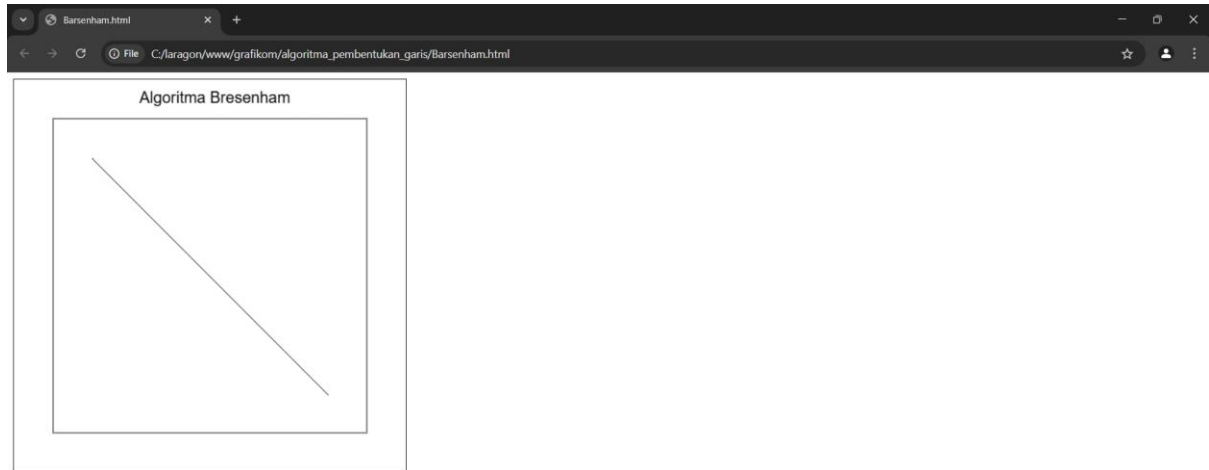 Barsenham.html
File C:/laragon/www/grafikom/algoritma_pembentukan_garis/Barsenham.html
Algoritma Bresenham